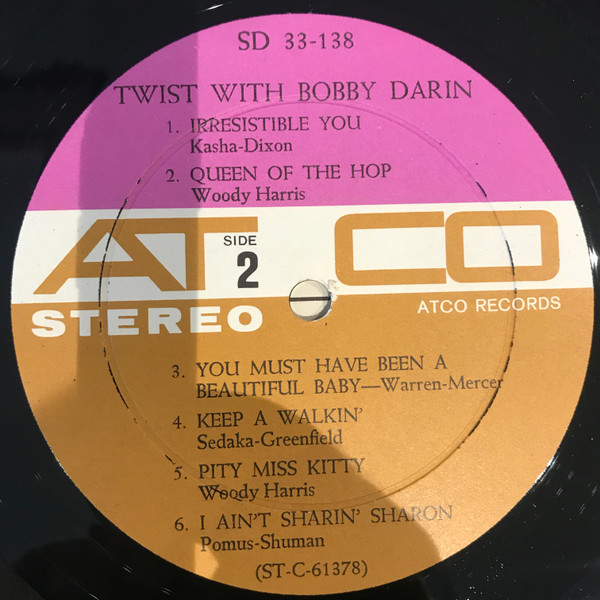 SD 33-138
TWIST WITH BOBBY DARIN
1. IRRESISTIBLE YOU
Kasha-Dixon
2. QUEEN OF THE HOP
Woody Harris
ATCO
SIDE
2
STEREO
ATCO RECORDS
3. YOU MUST HAVE BEEN A
BEAUTIFUL BABY—Warren-Mercer
4. KEEP A WALKIN'
Sedaka-Greenfield
5. PITY MISS KITTY
Woody Harris
6. I AIN'T SHARIN' SHARON
Pomus-Shuman
(ST-C-61378)